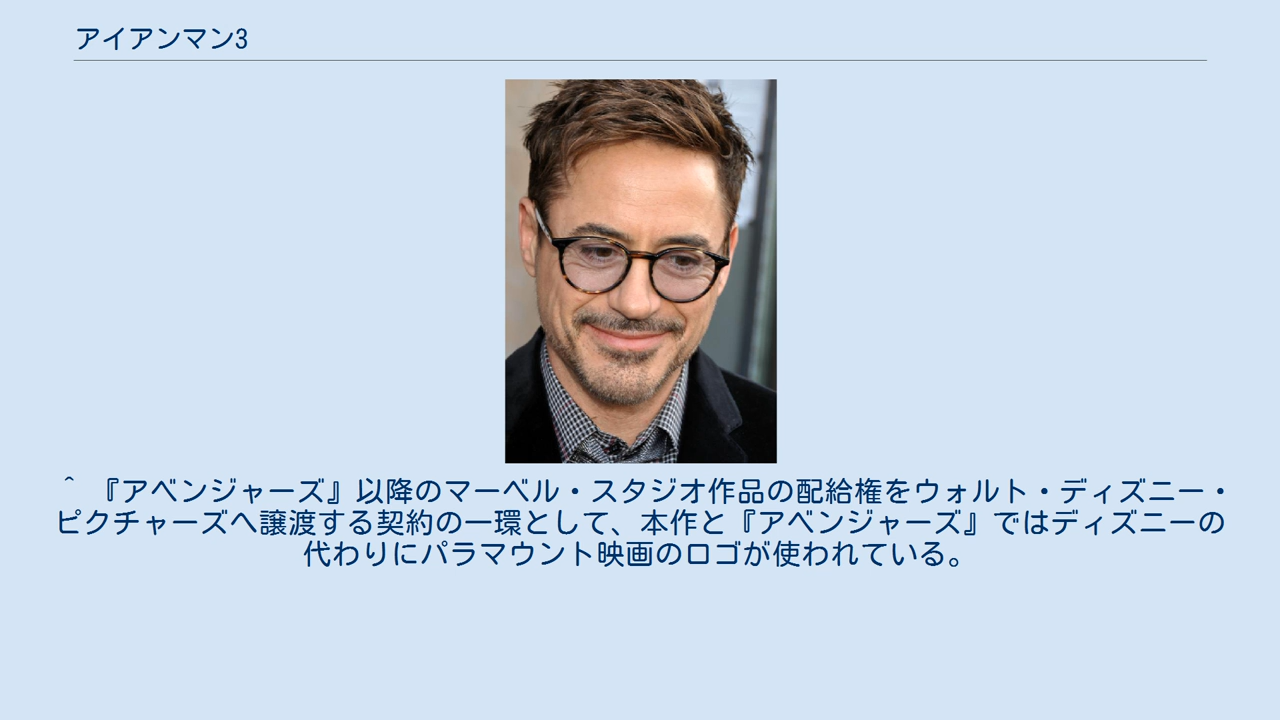 アイアンマン3
^ 『アベンジャーズ』以降のマーベル・スタジオ作品の配給権をウォルト・ディズニー・
ピクチャーズへ譲渡する契約の一環として、本作と『アベンジャーズ』ではディズニーの
代わりにパラマウント映画のロゴが使われている。